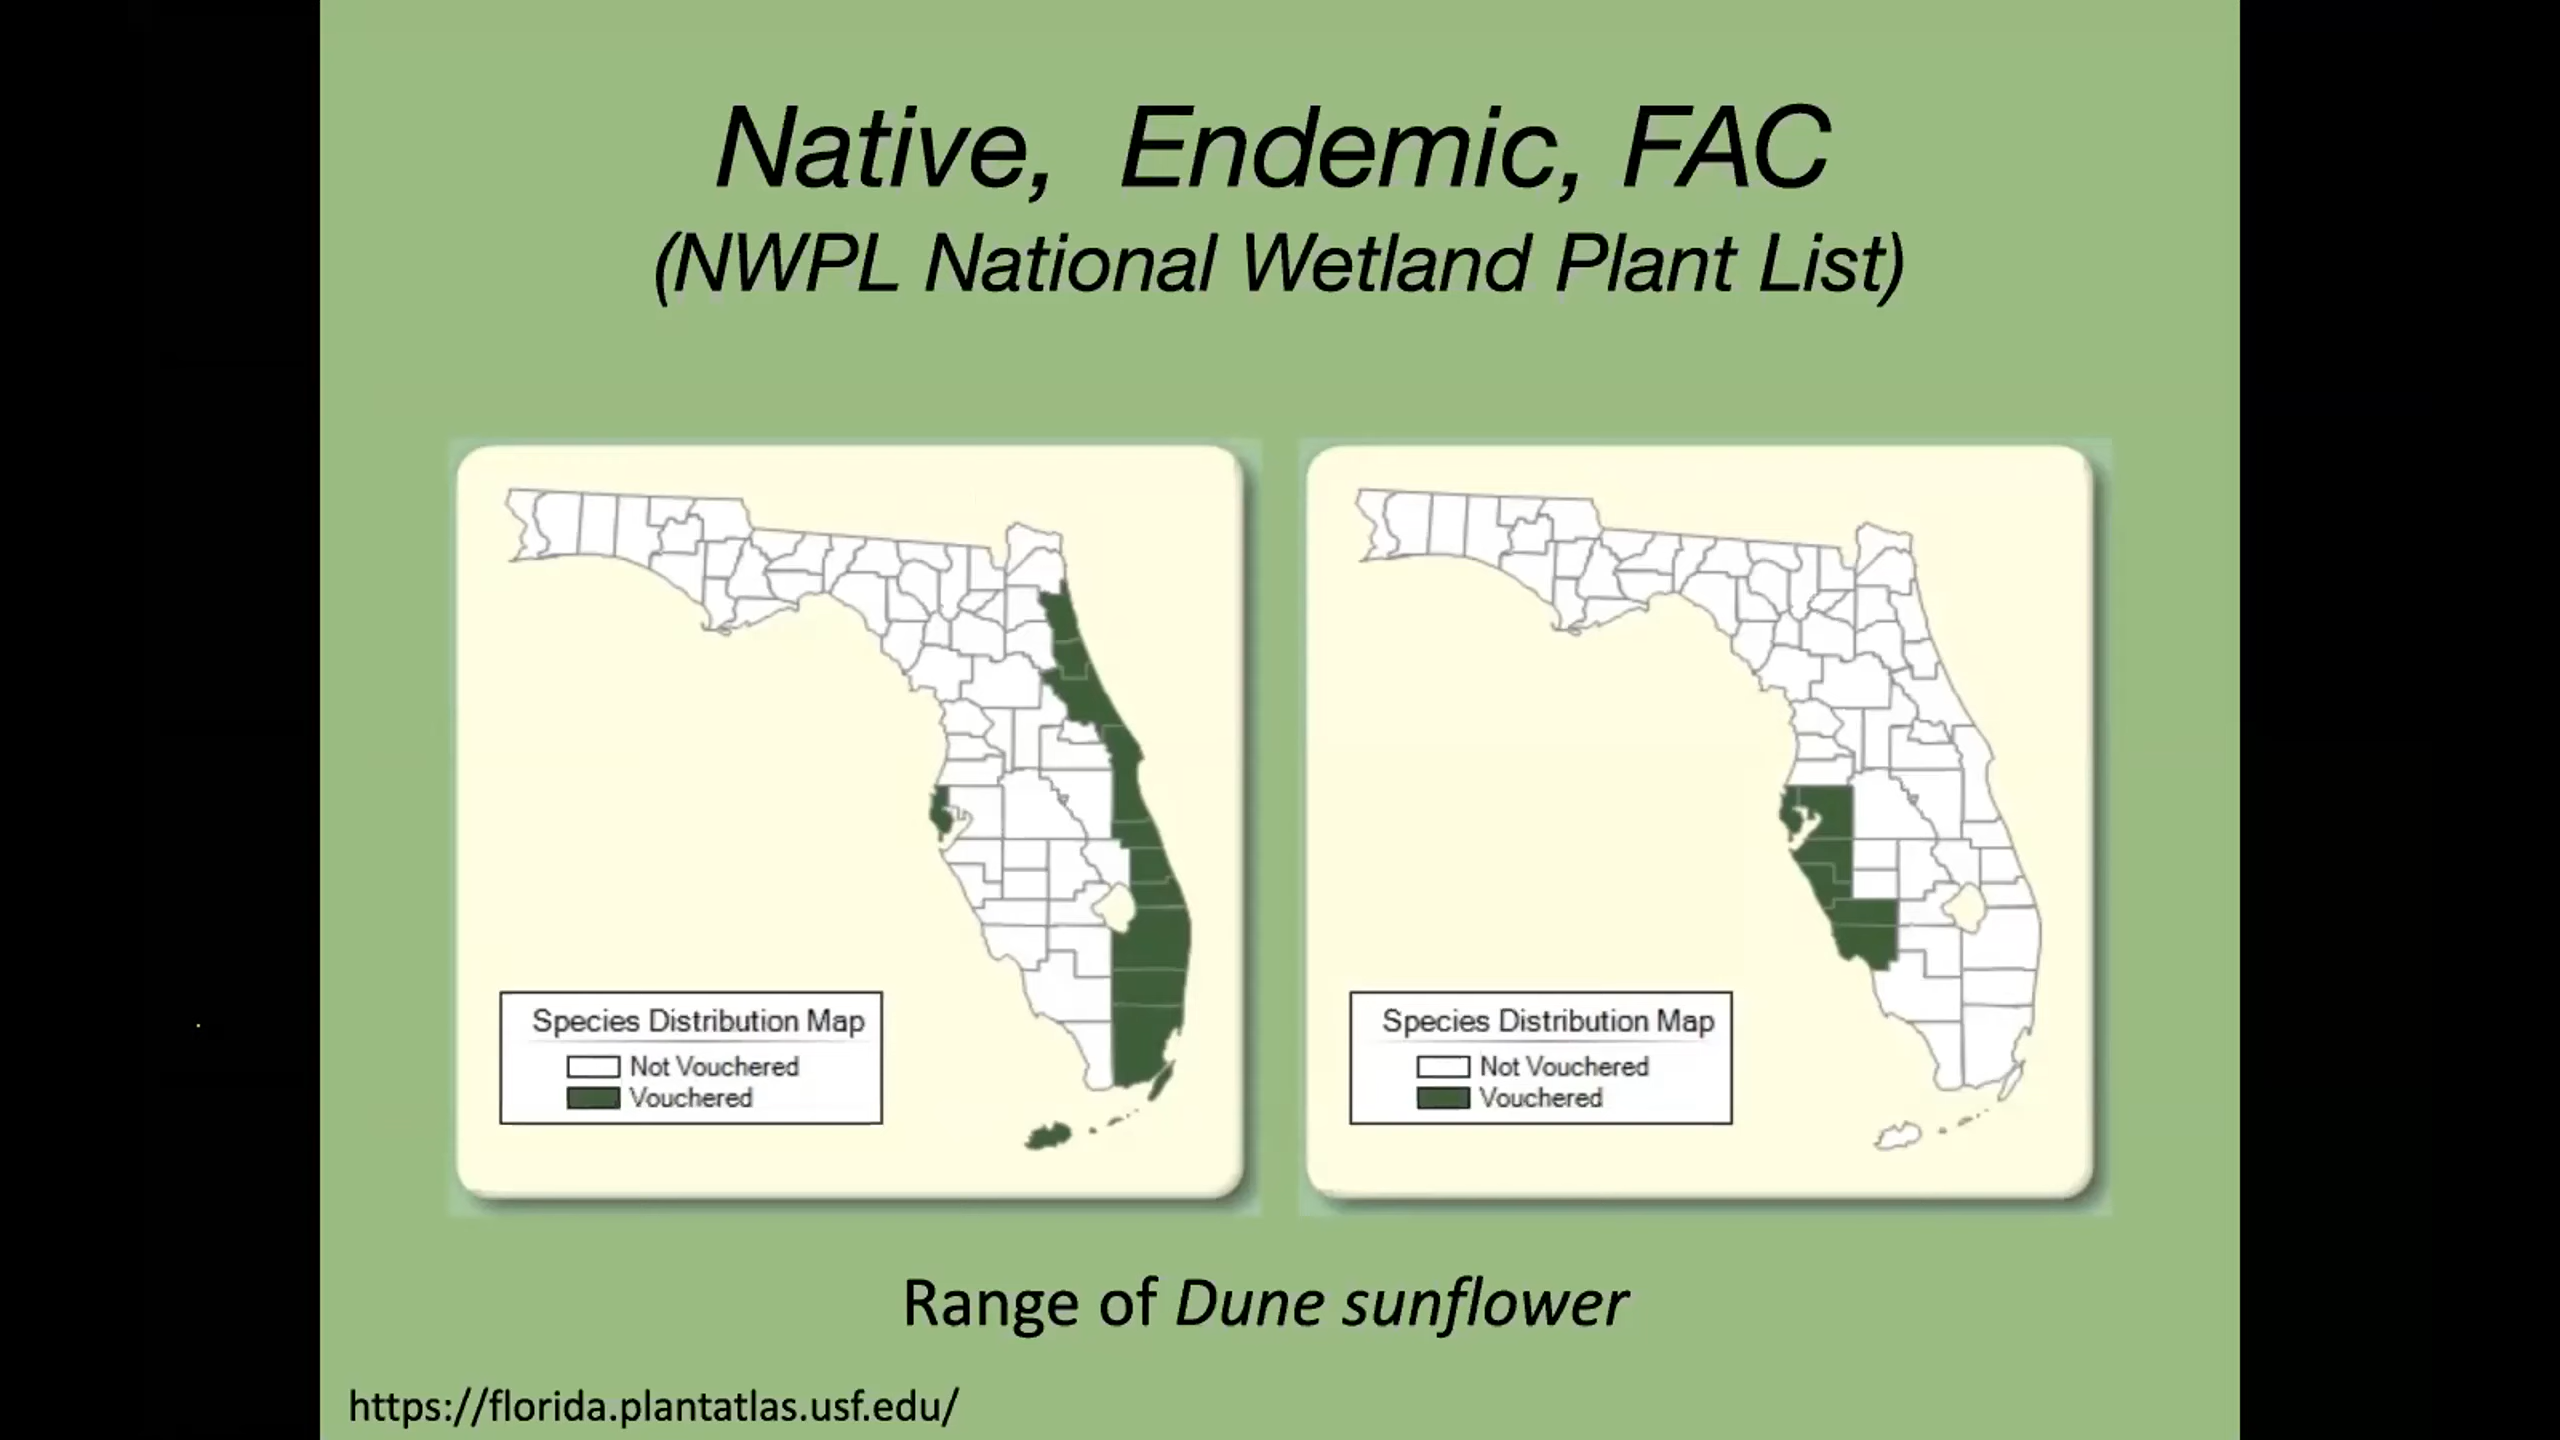 Native,  Endemic, FAC
(NWPL National Wetland Plant List)
Species Distribution Map
Not Vouchered
Vouchered
Species Distribution Map
Not Vouchered
Vouchered
Range of Dune sunflower
https://florida.plantatlas.usf.edu/